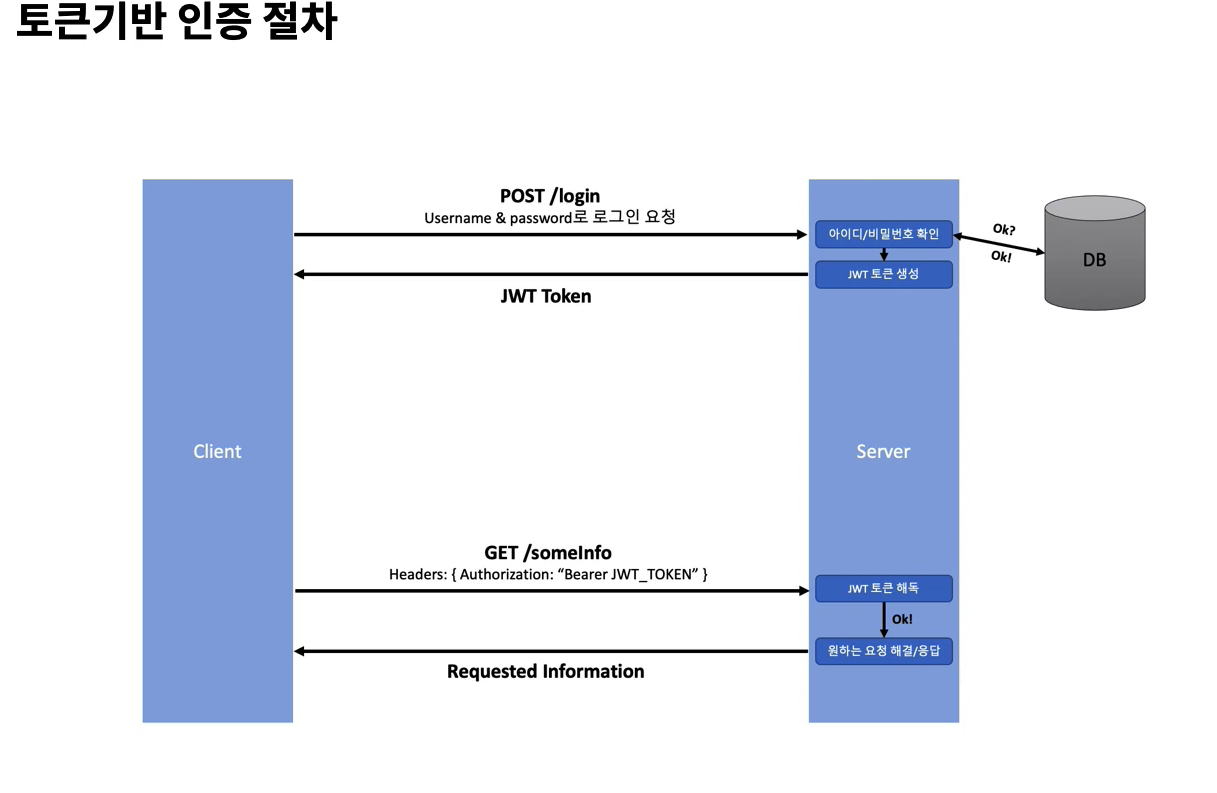 토큰기반 인증 절차
POST /login
Username & password로 로그인 요청
아이디/비밀번호 확인
Ok?
Ok!
DB
JWT 토큰 생성
JWT Token
Client
Server
GET /someInfo
Headers: { Authorization: “Bearer JWT_TOKEN” }
JWT 토큰 해독
Ok!
원하는 요청 해결/응답
Requested Information